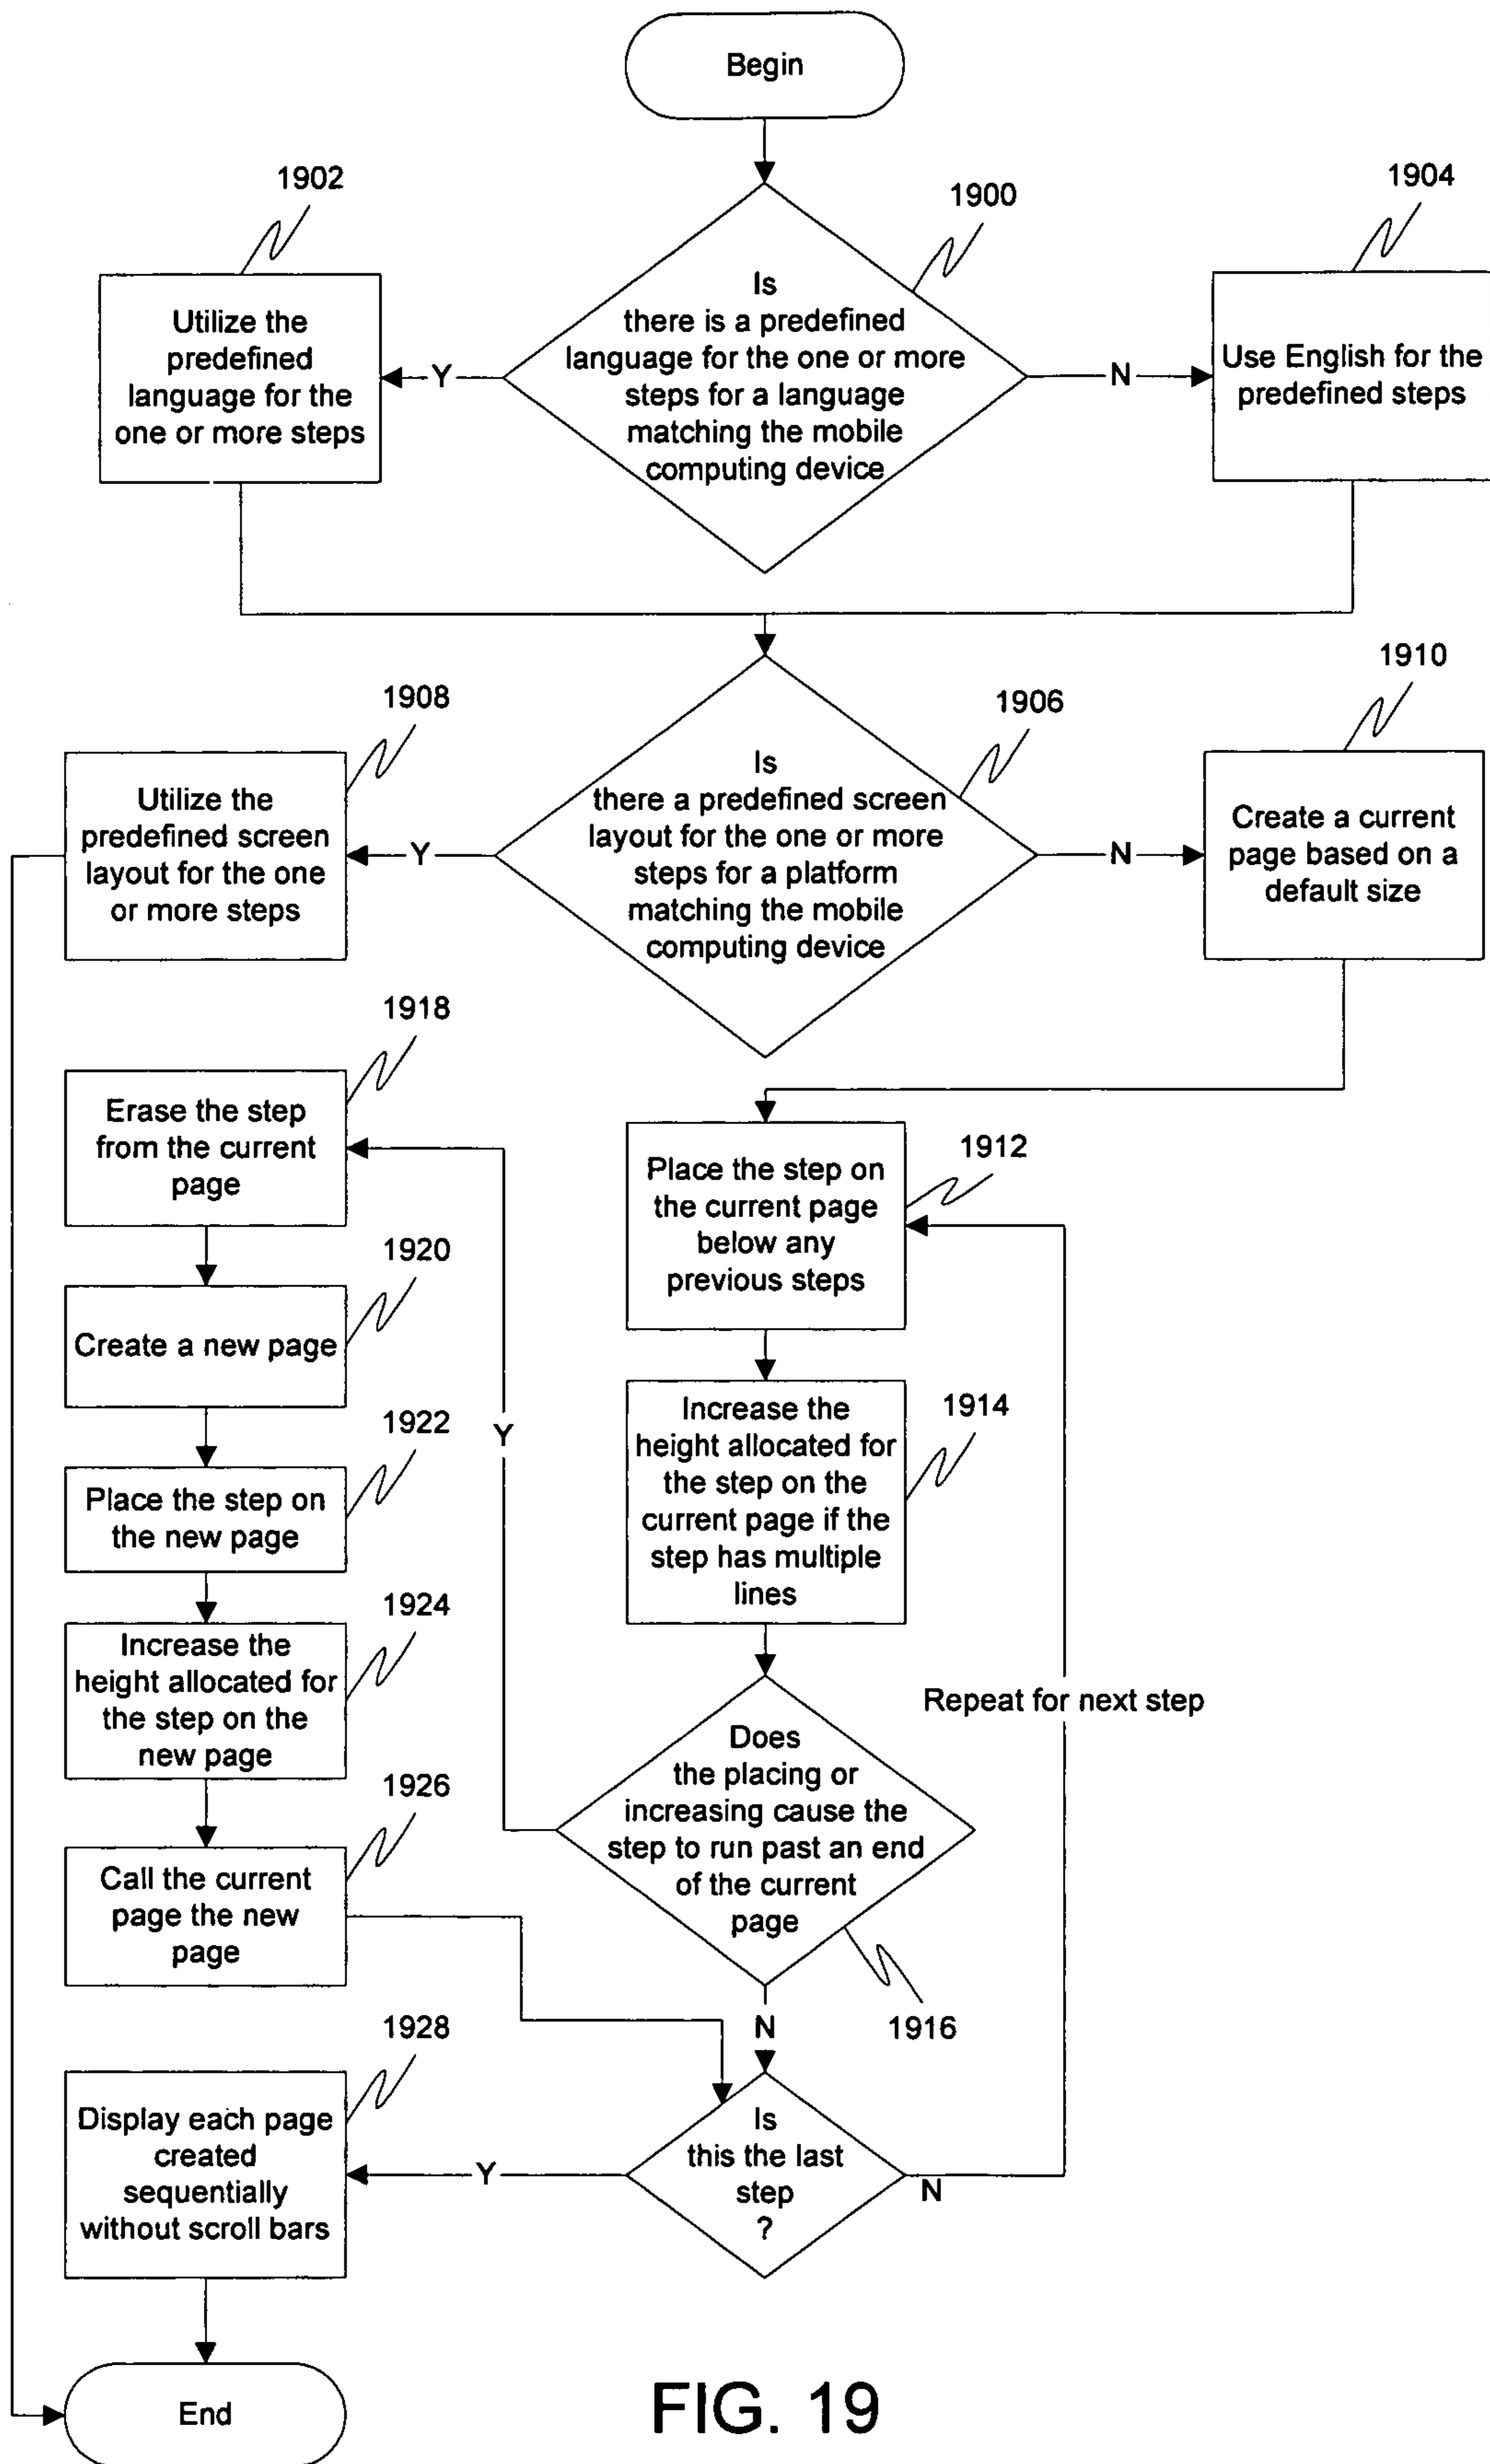 Begin
1902
1900
1904
Utilize the
predefined
language for the
one or more steps
Y
Is
there is a predefined
language for the one or more
steps for a language
matching the mobile
computing device
N
Use English for the
predefined steps
1908
1906
1910
Utilize the
predefined screen
layout for the one
or more steps
Y
Is
there a predefined screen
layout for the one or more
steps for a platform
matching the mobile
computing device
N
Create a current
page based on a
default size
1918
Erase the step
from the current
page
1912
Place the step on
the current page
below any
previous steps
1920
Create a new page
1914
Increase the
height allocated for
the step on the
current page if the
step has multiple
lines
Y
1922
Place the step on
the new page
1924
Increase the
height allocated for
the step on the
new page
Repeat for next step
Does
the placing or
increasing cause the
step to run past an end
of the current
page
1926
Call the current
page the new
page
N
1916
1928
Display each page
created
sequentially
without scroll bars
Y
Is
this the last
step
?
N
End
FIG. 19